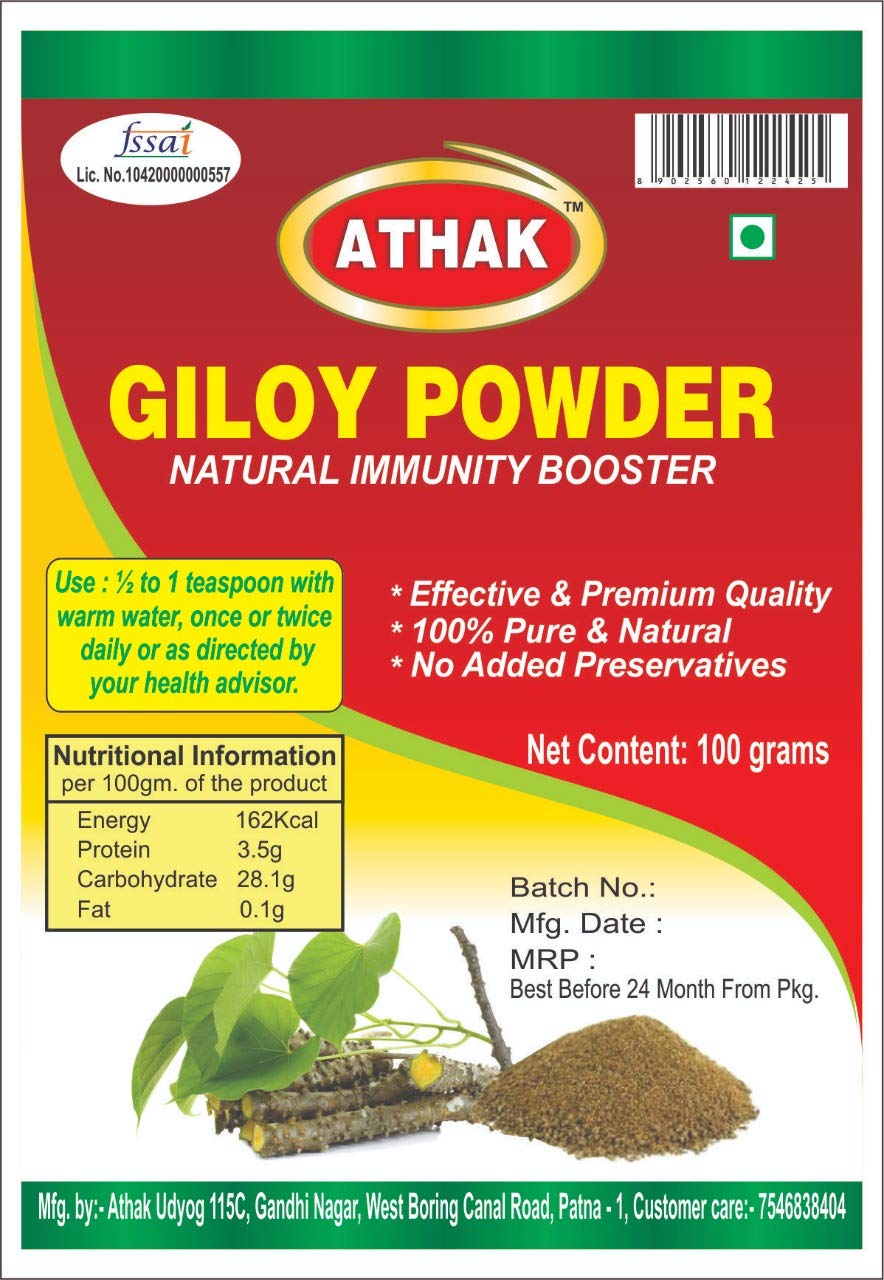 fssai
Lic. No.10420000000557
8 902560 122425
ATHAK
TM
GILOY POWDER
NATURAL IMMUNITY BOOSTER
Use : ½ to 1 teaspoon with
warm water, once or twice
daily or as directed by
your health advisor.
* Effective & Premium Quality
* 100% Pure & Natural
* No Added Preservatives
Net Content: 100 grams
Nutritional Information
per 100gm. of the product
Energy 162Kcal
Protein 3.5g
Carbohydrate 28.1g
Fat 0.1g
Batch No.:
Mfg. Date :
MRP :
Best Before 24 Month From Pkg.
Mfg. by:- Athak Udyog 115C, Gandhi Nagar, West Boring Canal Road, Patna - 1, Customer care:- 7546838404